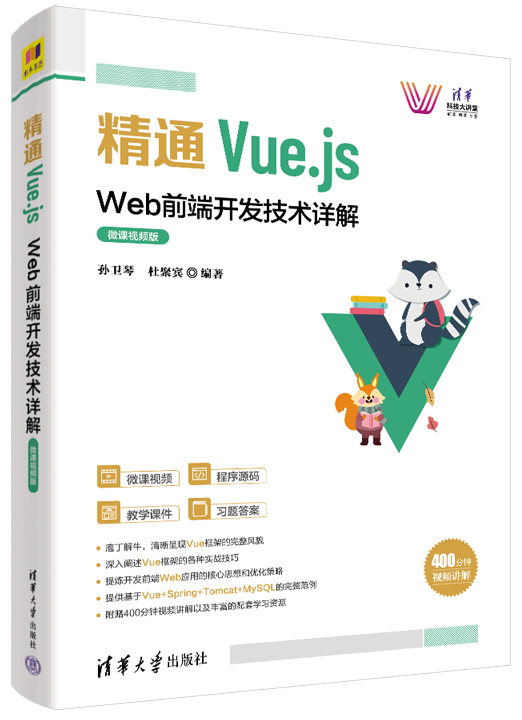 清华
科技大讲堂
精通 Vue.js
Web前端开发技术详解
微课视频版
孙卫琴 杜聚宾 ◎ 编著
微课视频
程序源码
教学课件
习题答案
• 庖丁解牛，清晰呈现Vue框架的完整风貌
• 深入阐述Vue框架的各种实战技巧
• 提炼开发前端Web应用的核心思想和优化策略
• 提供基于Vue+Spring+Tomcat+MySQL的完整范例
• 附赠400分钟视频讲解以及丰富的配套学习资源
400分钟
视频讲解
清华大学出版社
精通 Vue.js Web前端开发技术详解 微课视频版
清华大学出版社